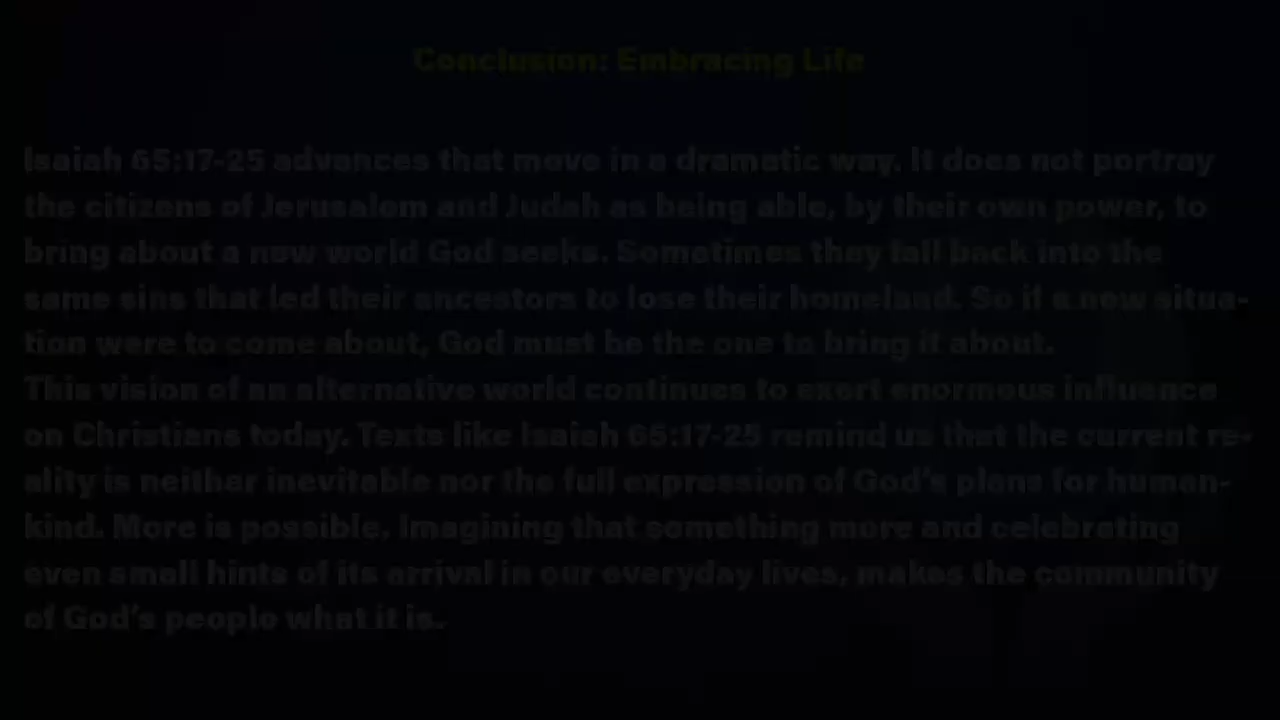 Conclusion: Embracing Life
Isaiah 65:17-25 advances that move in a dramatic way. It does not portray
the citizens of Jerusalem and Judah as being able, by their own power, to
bring about a new world God seeks. Sometimes they fall back into the
same sins that led their ancestors to lose their homeland. So if a new situa-
tion were to come about, God must be the one to bring it about.
This vision of an alternative world continues to exert enormous influence
on Christians today. Texts like Isaiah 65:17-25 remind us that the current re-
ality is neither inevitable nor the full expression of God's plans for human-
kind. More is possible. Imagining that something more and celebrating
even small hints of its arrival in our everyday lives, makes the community
of God's people what it is.